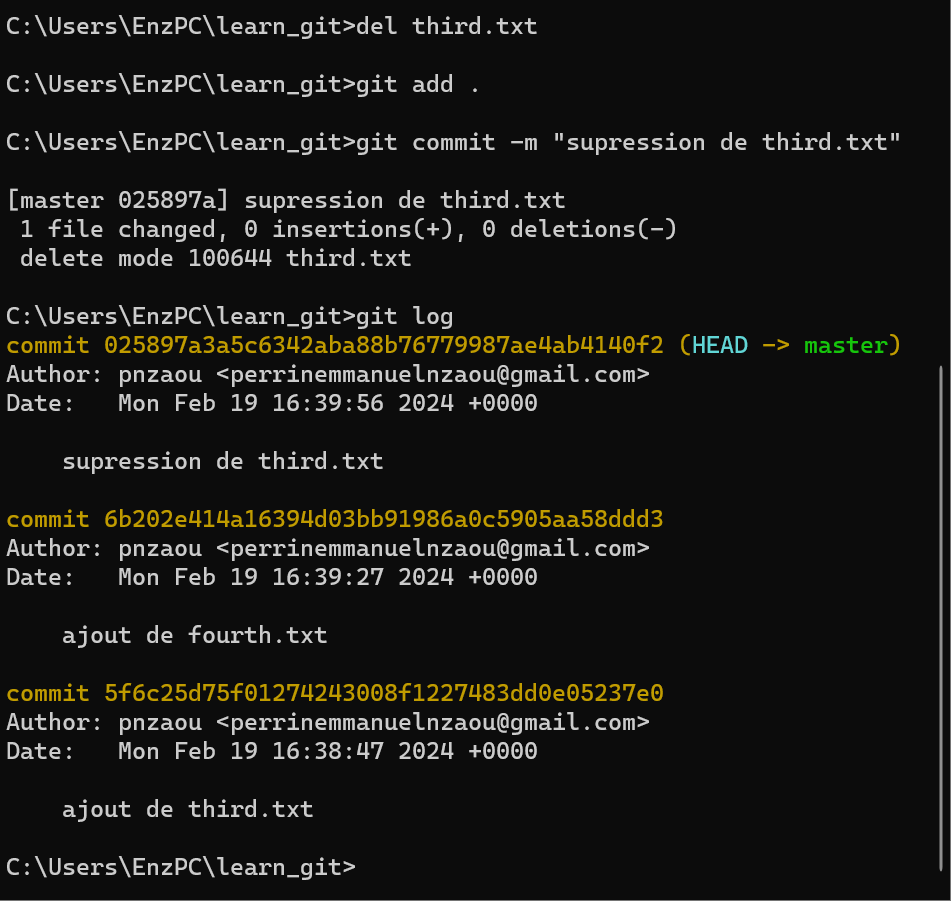 C:\Users\EnzPC\learn_git>del third.txt
C:\Users\EnzPC\learn_git>git add .
C:\Users\EnzPC\learn_git>git commit -m "supression de third.txt"
[master 025897a] supression de third.txt
 1 file changed, 0 insertions(+), 0 deletions(-)
 delete mode 100644 third.txt
C:\Users\EnzPC\learn_git>git log
commit 025897a3a5c6342aba88b76779987ae4ab4140f2 (HEAD -> master)
Author: pnzaou <perrinemmanuelnzaou@gmail.com>
Date:   Mon Feb 19 16:39:56 2024 +0000
    supression de third.txt
commit 6b202e414a16394d03bb91986a0c5905aa58ddd3
Author: pnzaou <perrinemmanuelnzaou@gmail.com>
Date:   Mon Feb 19 16:39:27 2024 +0000
    ajout de fourth.txt
commit 5f6c25d75f01274243008f1227483dd0e05237e0
Author: pnzaou <perrinemmanuelnzaou@gmail.com>
Date:   Mon Feb 19 16:38:47 2024 +0000
    ajout de third.txt
C:\Users\EnzPC\learn_git>